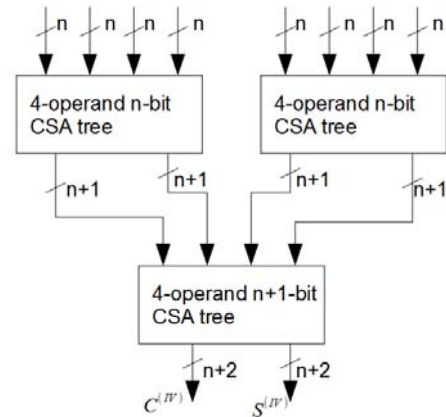 n n n n n n n n
4-operand n-bit
CSA tree
4-operand n-bit
CSA tree
n+1 n+1 n+1 n+1
4-operand n+1-bit
CSA tree
n+2 n+2
C(IV) S(IV)